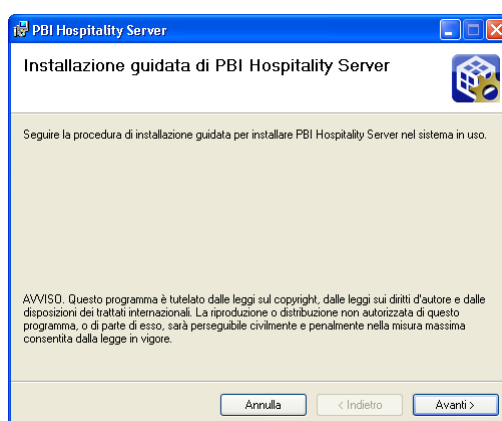 PBI Hospitality Server
Installazione guidata di PBI Hospitality Server
Seguire la procedura di installazione guidata per installare PBI Hospitality Server nel sistema in uso.
AVVISO. Questo programma è tutelato dalle leggi sul copyright, dalle leggi sui diritti d'autore e dalle
disposizioni dei trattati internazionali. La riproduzione o distribuzione non autorizzata di questo
programma, o di parte di esso, sarà perseguibile civilmente e penalmente nella misura massima
consentita dalla legge in vigore.
Annulla < Indietro Avanti >